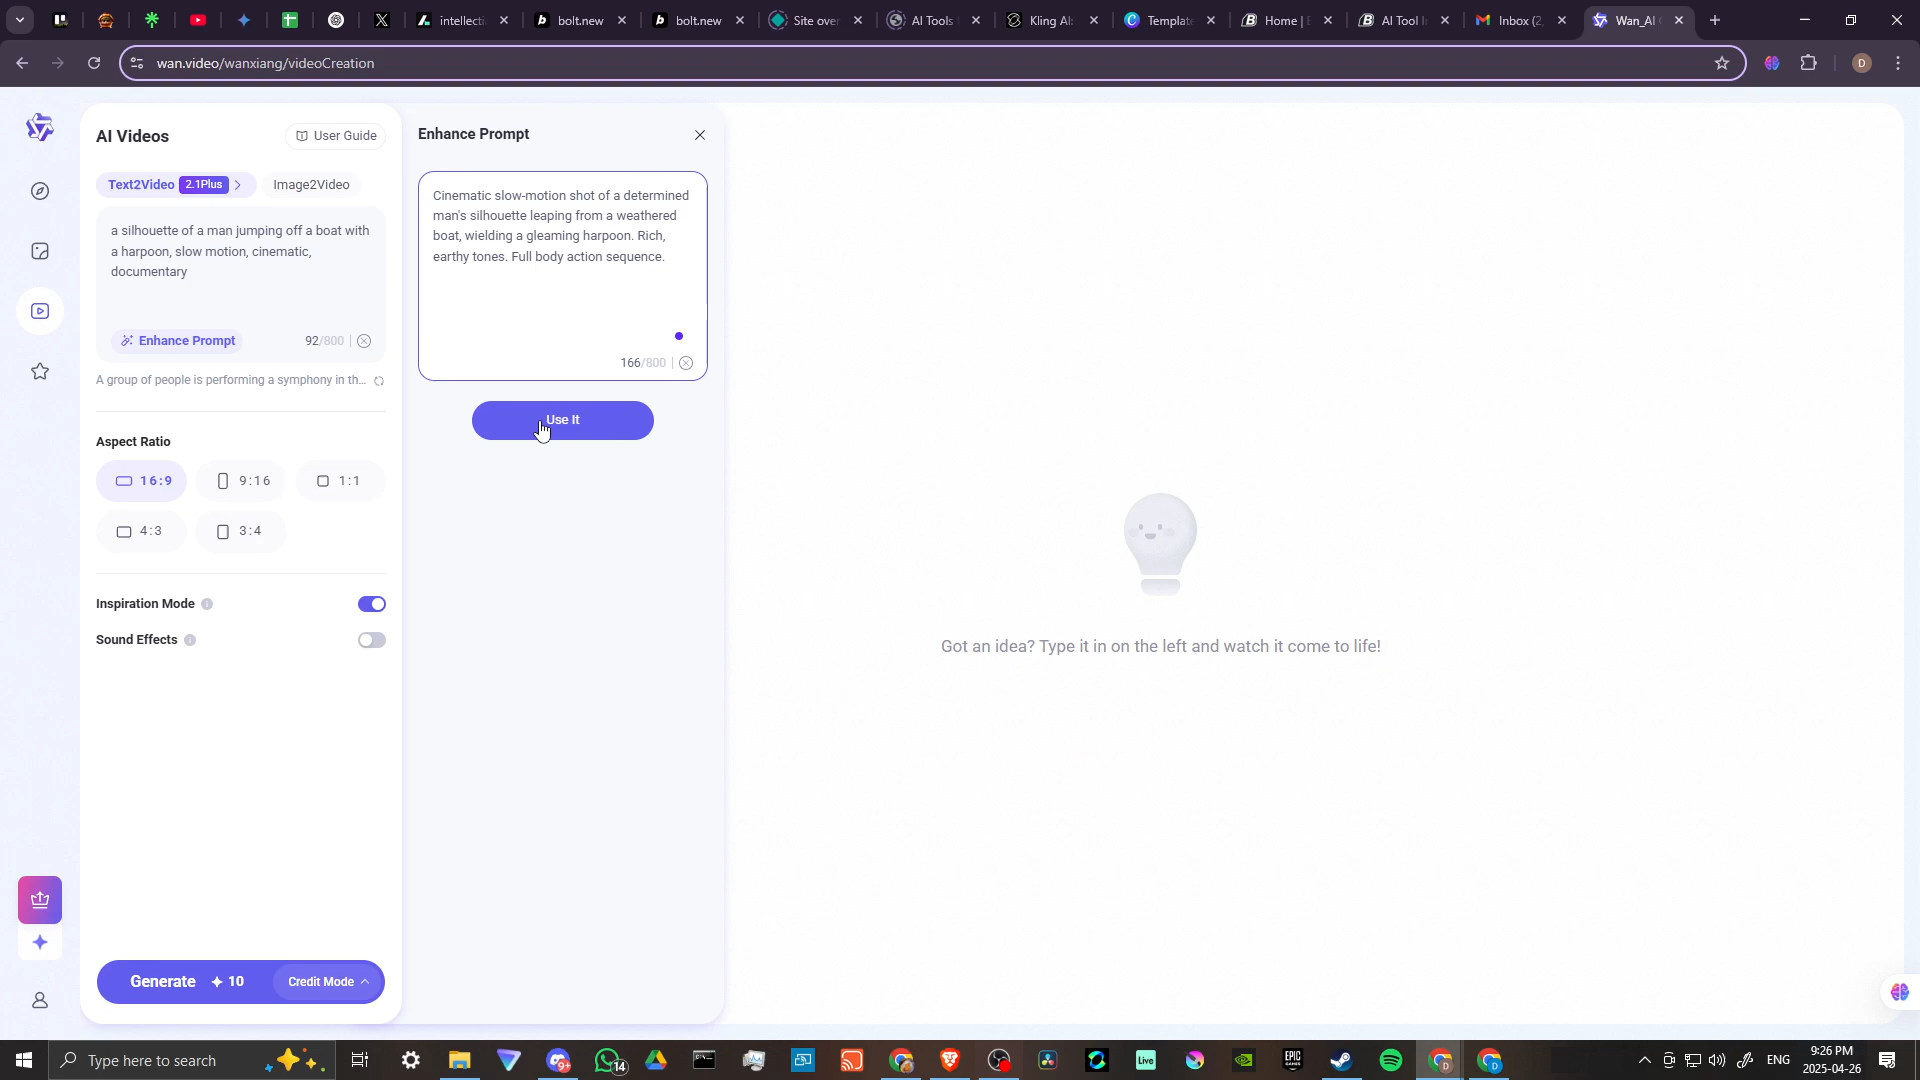 intellecti
bolt.new
bolt.new
Site over
AI Tools
Kling AI:
Template
Home | B
AI Tool I
Inbox (2,
Wan_AI
wan.video/wanxiang/videoCreation
D
AI Videos
User Guide
Text2Video 2.1Plus
Image2Video
a silhouette of a man jumping off a boat with
a harpoon, slow motion, cinematic,
documentary
Enhance Prompt
92/800
A group of people is performing a symphony in th...
Aspect Ratio
16:9
9:16
1:1
4:3
3:4
Inspiration Mode
Sound Effects
Generate 10
Credit Mode
Enhance Prompt
Cinematic slow-motion shot of a determined
man's silhouette leaping from a weathered
boat, wielding a gleaming harpoon. Rich,
earthy tones. Full body action sequence.
166/800
Use It
Got an idea? Type it in on the left and watch it come to life!
Type here to search
9+
14
Live
EPIC
GAMES
D
D
ENG
9:26 PM
2025-04-26